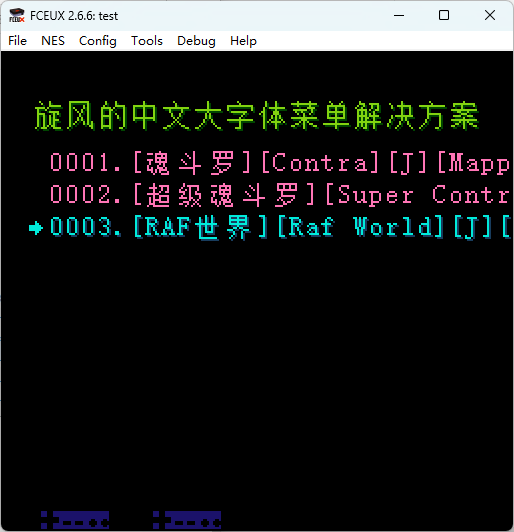 FCEUX 2.6.6: test
File NES Config Tools Debug Help
旋风的中文大字体菜单解决方案
0001.[魂斗罗][Contra][J][Mapp
0002.[超级魂斗罗][Super Contr
0003.[RAF世界][Raf World][J][